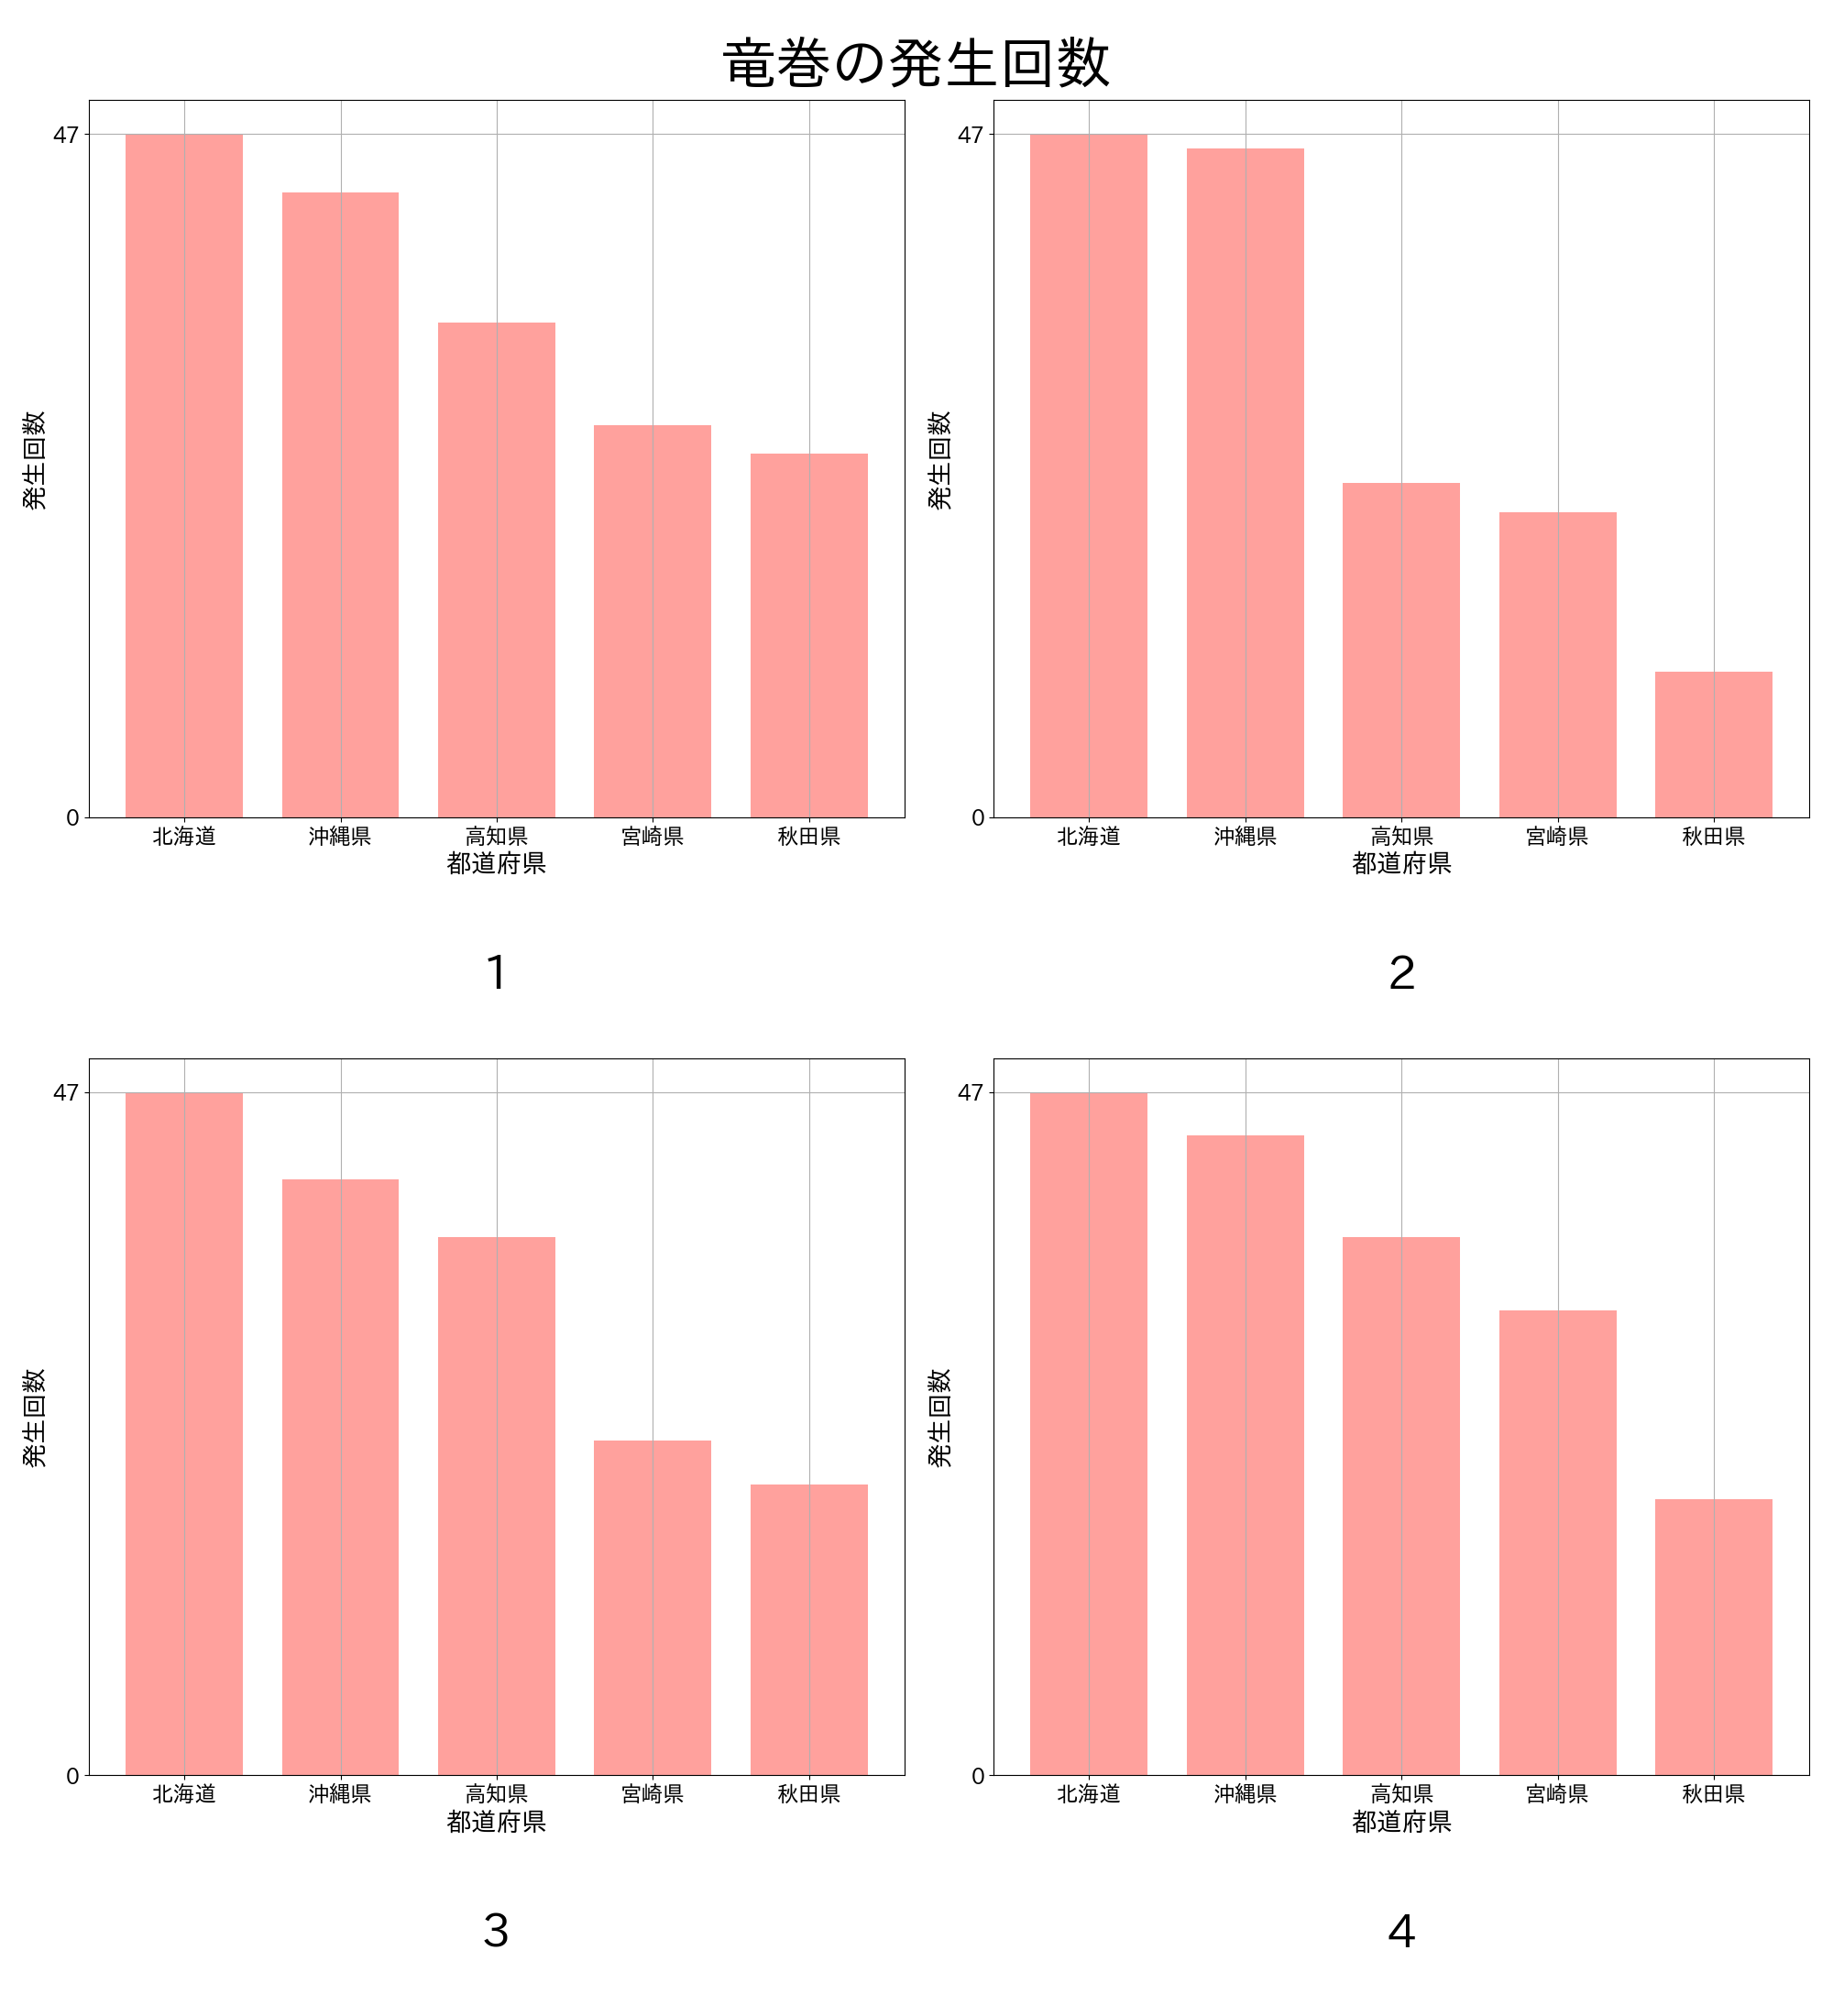 竜巻の発生回数
47
0
発生回数
北海道 沖縄県 高知県 宮崎県 秋田県
都道府県
1
47
0
発生回数
北海道 沖縄県 高知県 宮崎県 秋田県
都道府県
2
47
0
発生回数
北海道 沖縄県 高知県 宮崎県 秋田県
都道府県
3
47
0
発生回数
北海道 沖縄県 高知県 宮崎県 秋田県
都道府県
4